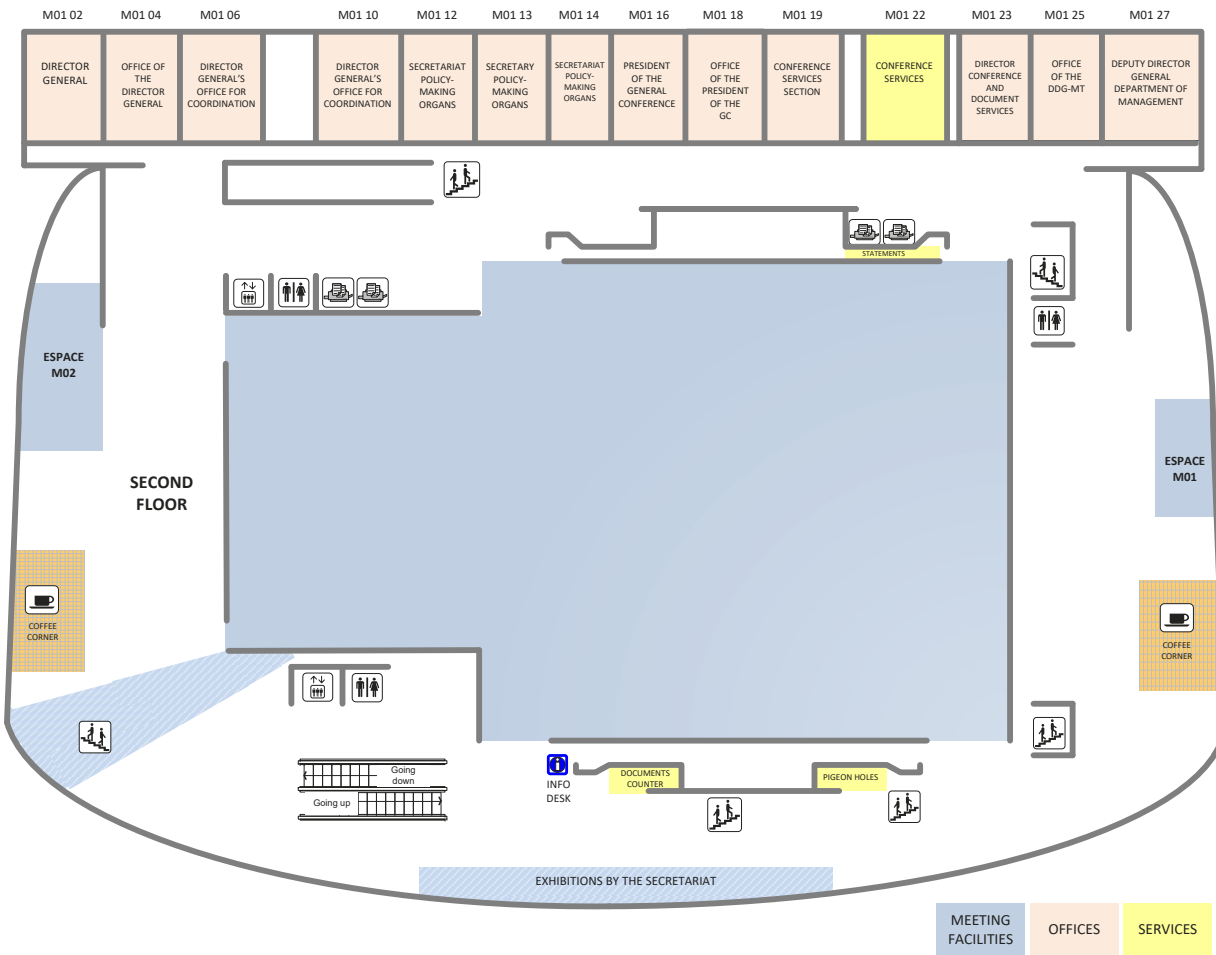 M01 02
M01 04
M01 06
M01 10
M01 12
M01 13
M01 14
M01 16
M01 18
M01 19
M01 22
M01 23
M01 25
M01 27
DIRECTOR
GENERAL
OFFICE OF
THE
DIRECTOR
GENERAL
DIRECTOR
GENERAL'S
OFFICE FOR
COORDINATION
DIRECTOR
GENERAL'S
OFFICE FOR
COORDINATION
SECRETARIAT
POLICY-
MAKING
ORGANS
SECRETARY
POLICY-
MAKING
ORGANS
SECRETARIAT
POLICY-
MAKING
ORGANS
PRESIDENT
OF THE
GENERAL
CONFERENCE
OFFICE
OF THE
PRESIDENT
OF THE
GC
CONFERENCE
SERVICES
SECTION
CONFERENCE
SERVICES
DIRECTOR
CONFERENCE
AND
DOCUMENT
SERVICES
OFFICE
OF THE
DDG-MT
DEPUTY DIRECTOR
GENERAL
DEPARTMENT OF
MANAGEMENT
STATEMENTS
ESPACE
M02
ESPACE
M01
SECOND
FLOOR
COFFEE
CORNER
COFFEE
CORNER
Going
down
Going up
INFO
DESK
DOCUMENTS
COUNTER
PIGEON HOLES
EXHIBITIONS BY THE SECRETARIAT
MEETING
FACILITIES
OFFICES
SERVICES